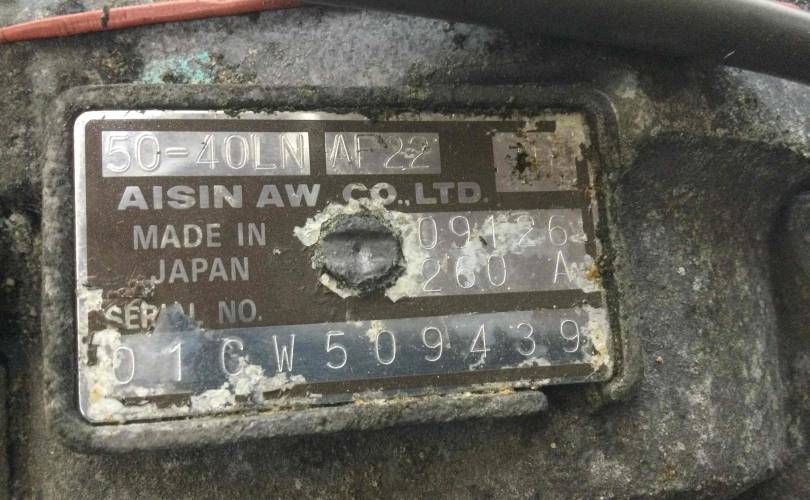 50-40LN AF22
AISIN AW CO.,LTD.
MADE IN 09126
JAPAN 260 A
SERIAL NO.
01CW509439